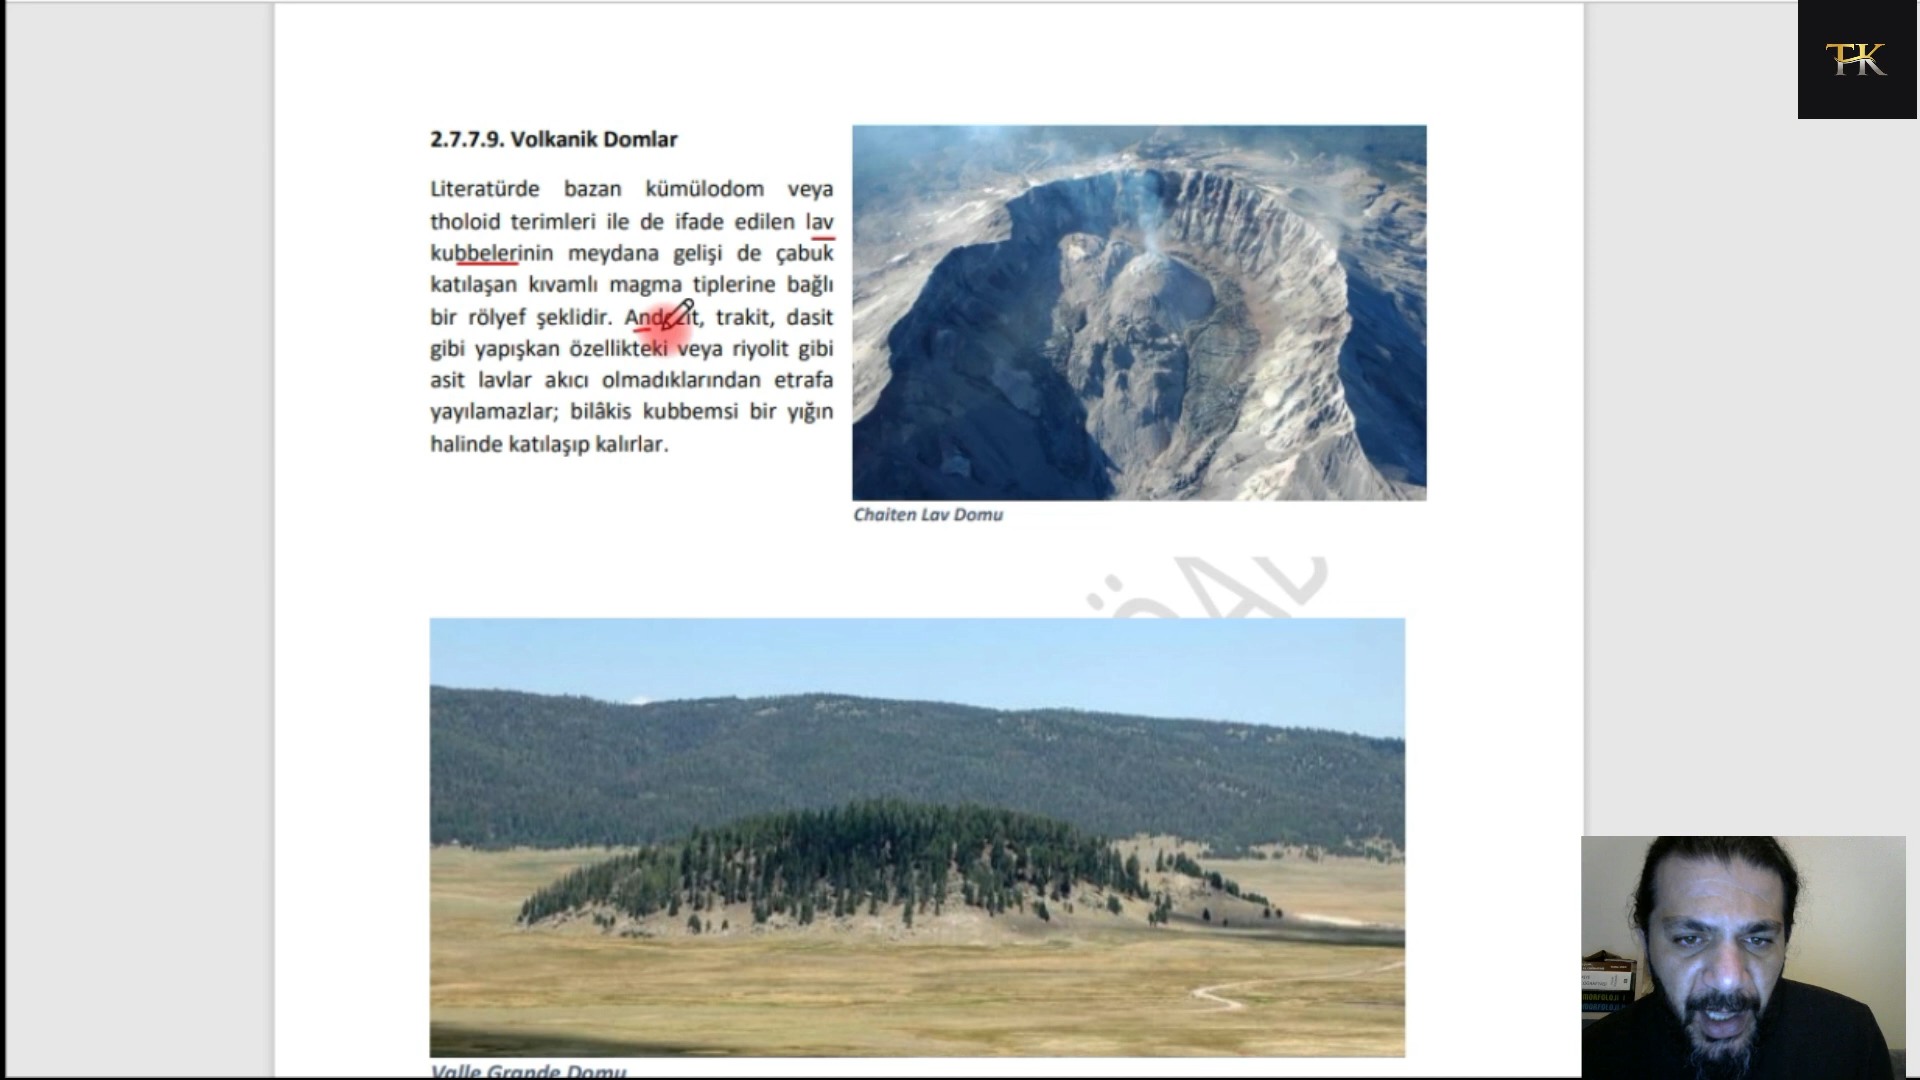 TK
2.7.7.9. Volkanik Domlar
Literatürde bazan kümülodom veya
tholoid terimleri ile de ifade edilen lav
kubbelerinin meydana gelişi de çabuk
katılaşan kıvamlı magma tiplerine bağlı
bir rölyef şeklidir. Andezit, trakit, dasit
gibi yapışkan özellikteki veya riyolit gibi
asit lavlar akıcı olmadıklarından etrafa
yayılamazlar; bilâkis kubbemsi bir yığın
halinde katılaşıp kalırlar.
Chaiten Lav Domu
Valle Grande Domu